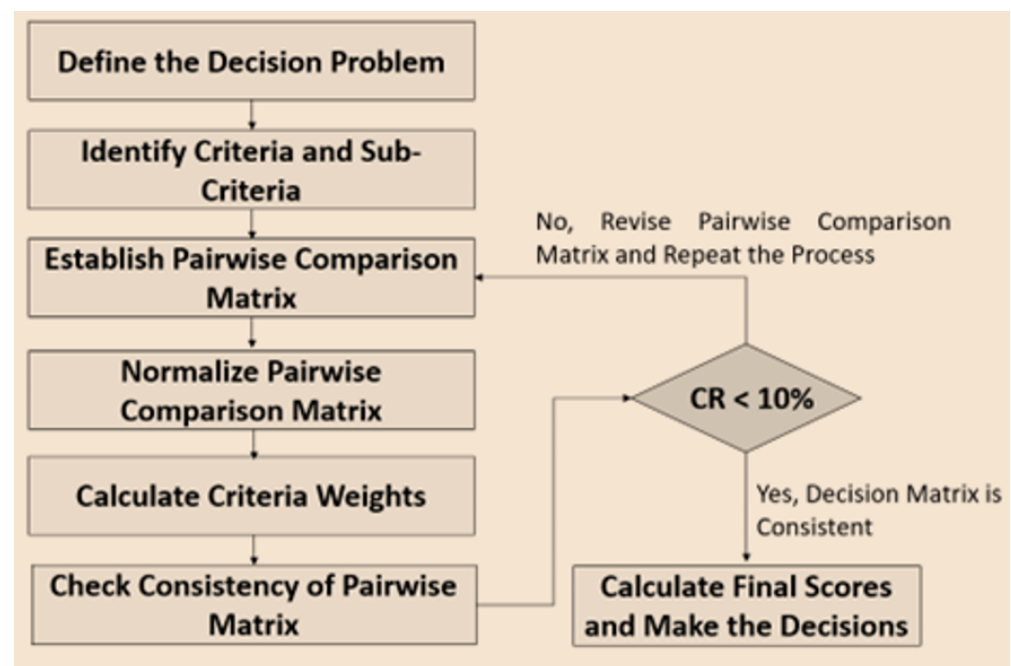 Define the Decision Problem
Identify Criteria and Sub-
Criteria
Establish Pairwise Comparison
Matrix
Normalize Pairwise
Comparison Matrix
Calculate Criteria Weights
Check Consistency of Pairwise
Matrix
No, Revise Pairwise Comparison
Matrix and Repeat the Process
CR < 10%
Yes, Decision Matrix is
Consistent
Calculate Final Scores
and Make the Decisions